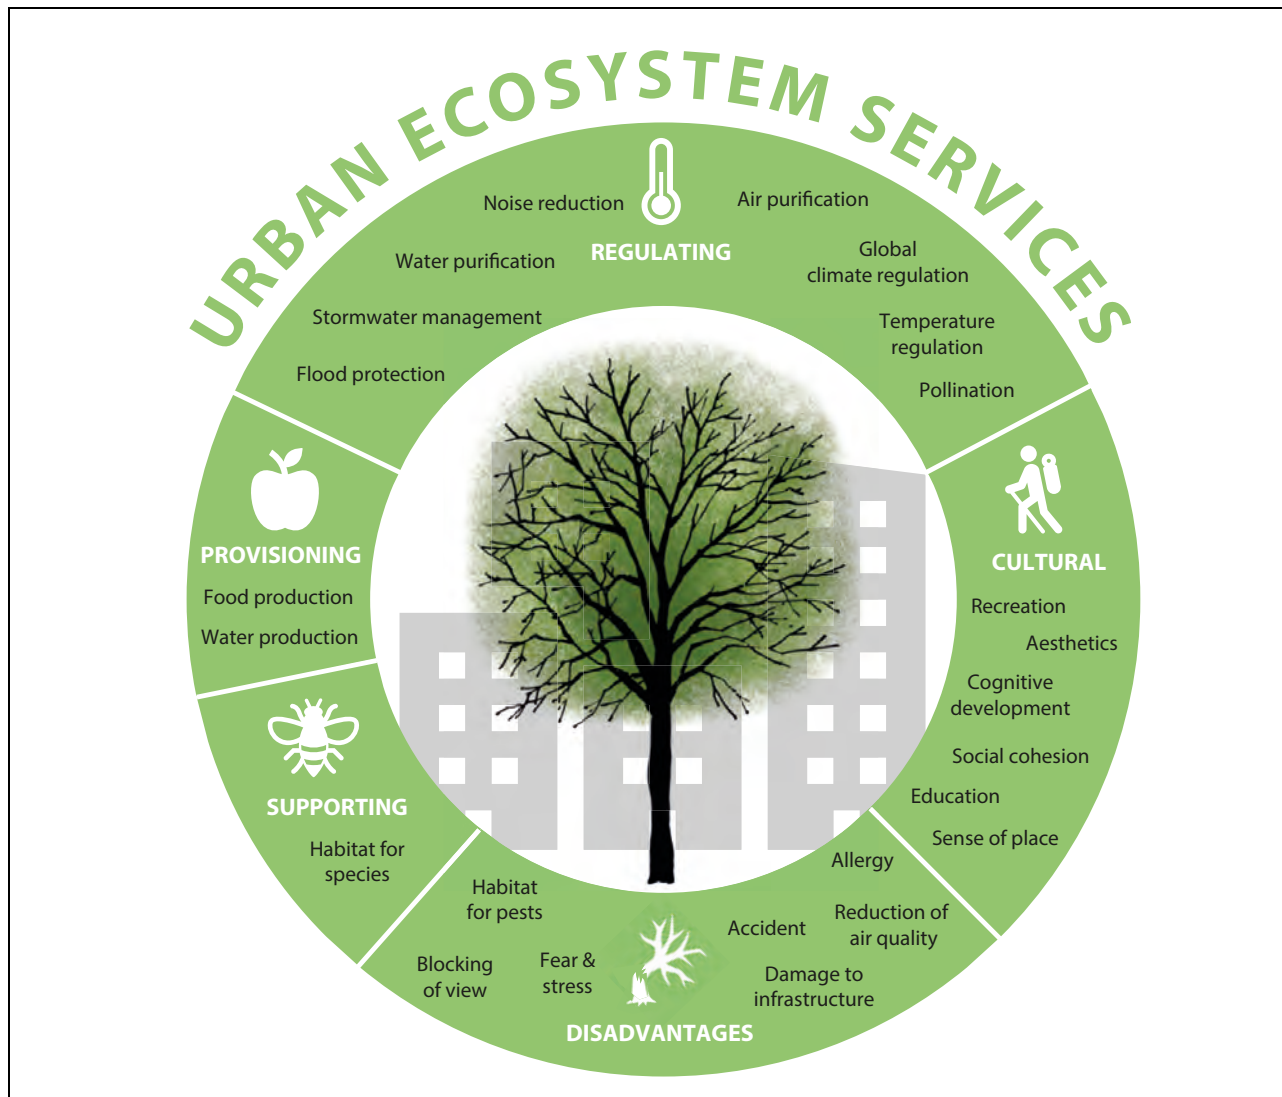 URBAN ECOSYSTEM SERVICES
REGULATING
Noise reduction
Water purification
Stormwater management
Flood protection
Air purification
Global
climate regulation
Temperature
regulation
Pollination
CULTURAL
Recreation
Aesthetics
Cognitive
development
Social cohesion
Education
Sense of place
DISADVANTAGES
Allergy
Reduction of
air quality
Accident
Damage to
infrastructure
Habitat
for pests
Fear &
stress
Blocking
of view
SUPPORTING
Habitat for
species
PROVISIONING
Food production
Water production